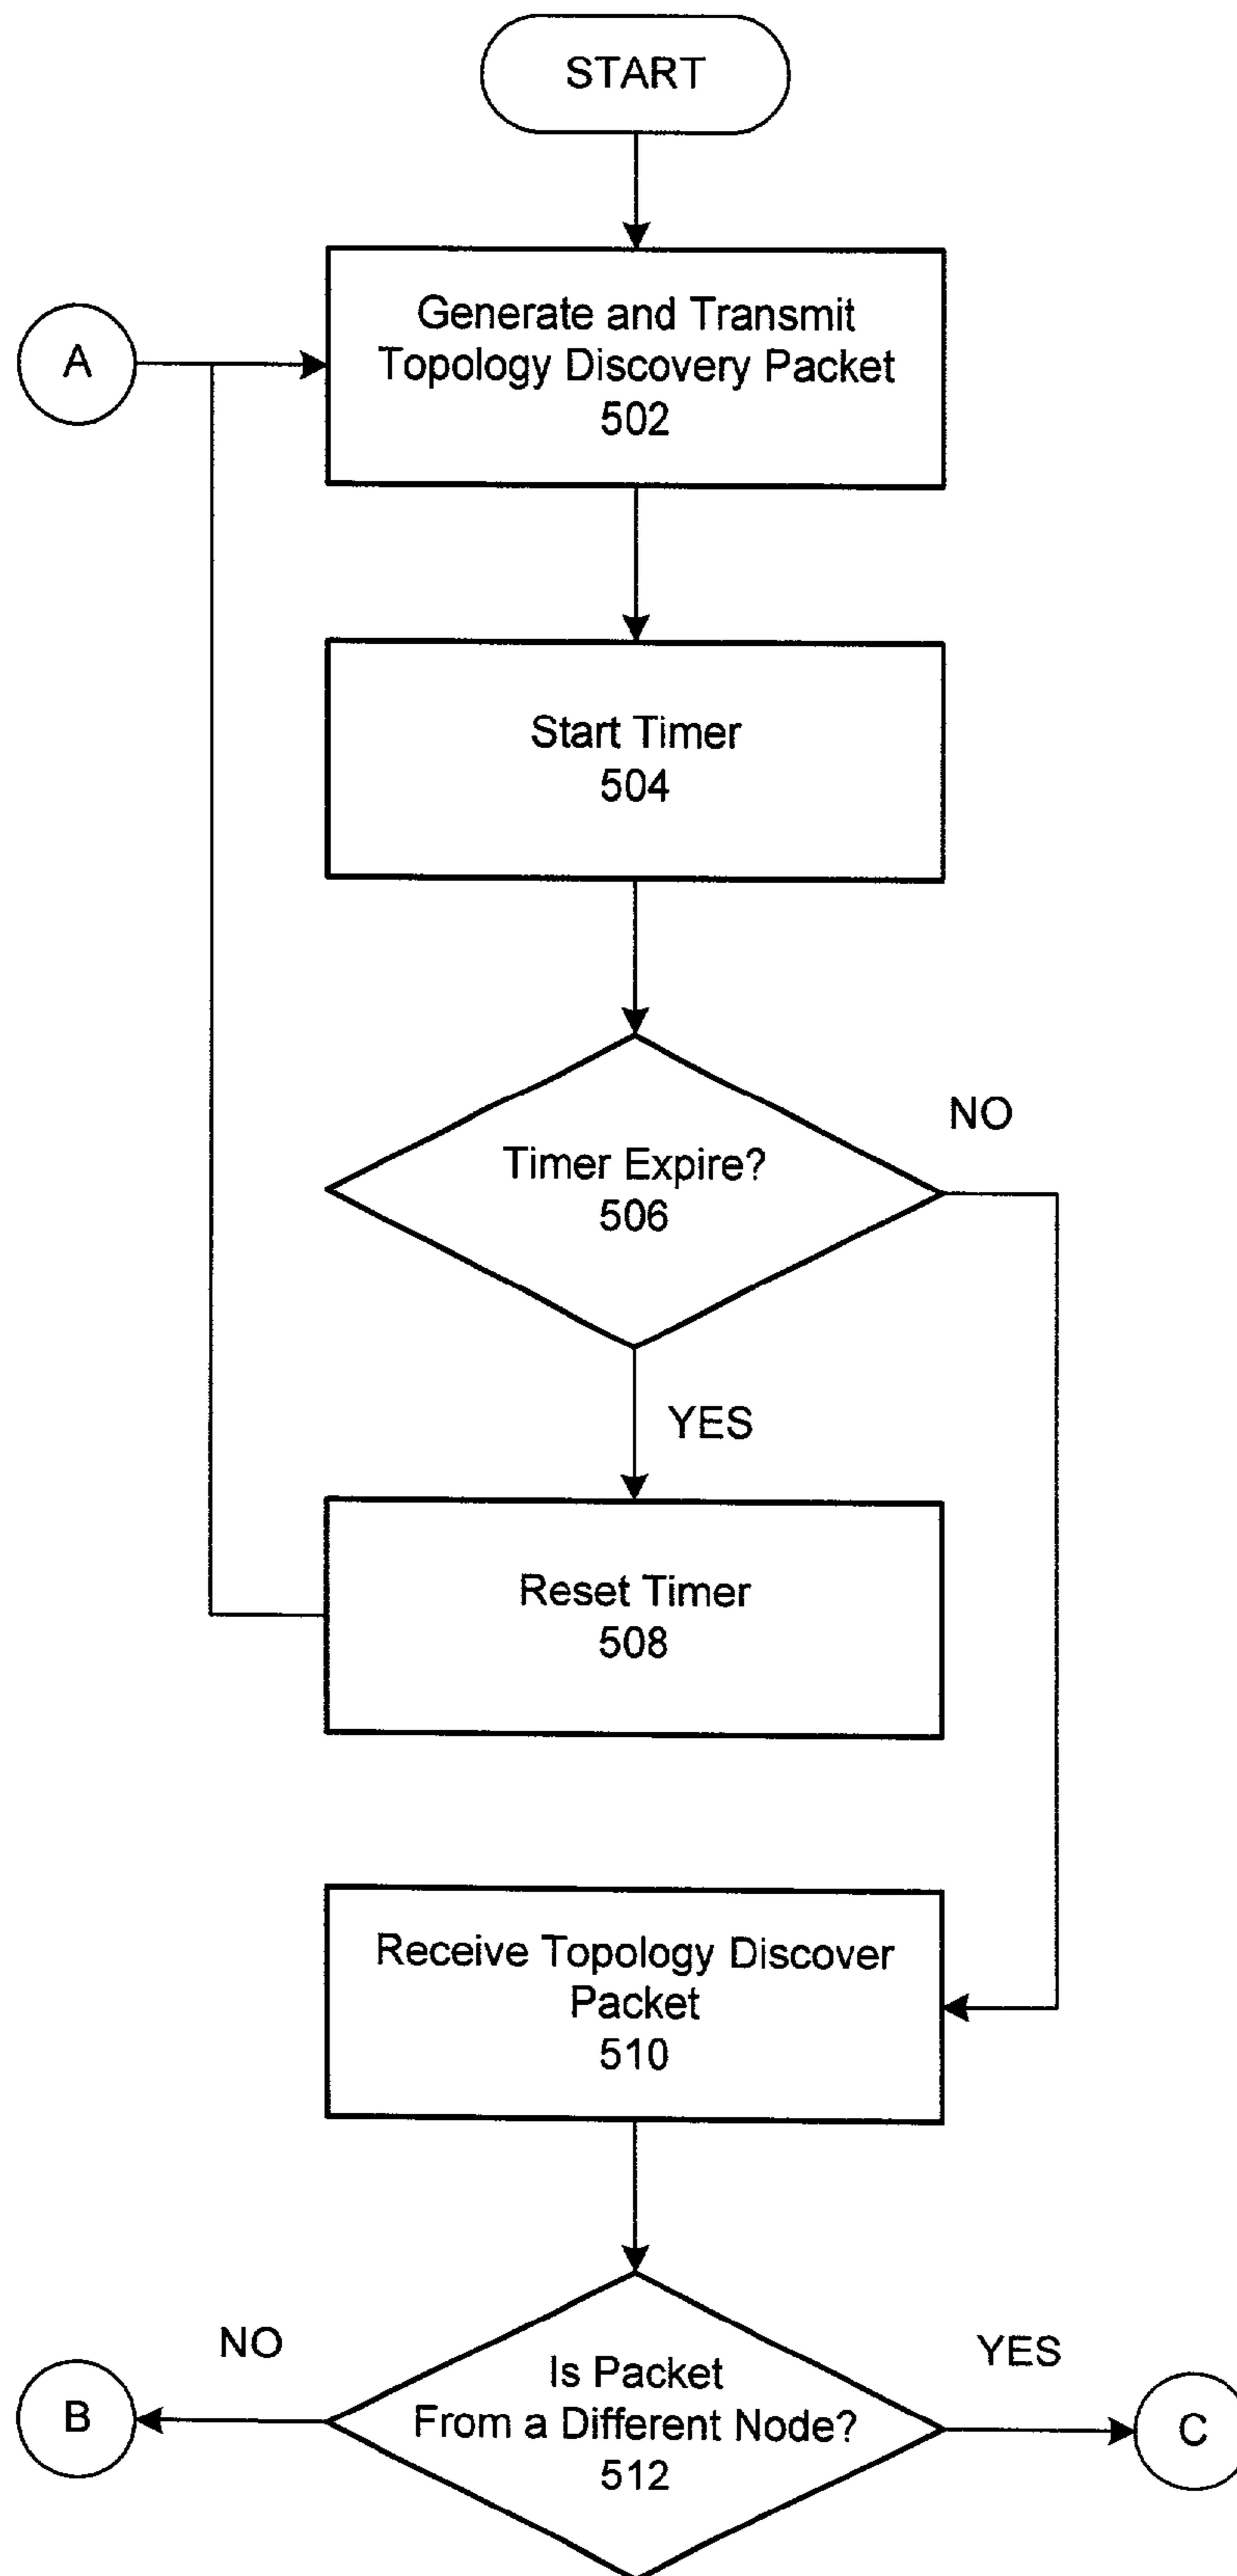 START
A
Generate and Transmit
Topology Discovery Packet
502
Start Timer
504
NO
Timer Expire?
506
YES
Reset Timer
508
Receive Topology Discover
Packet
510
NO
YES
Is Packet
From a Different Node?
512
B
C